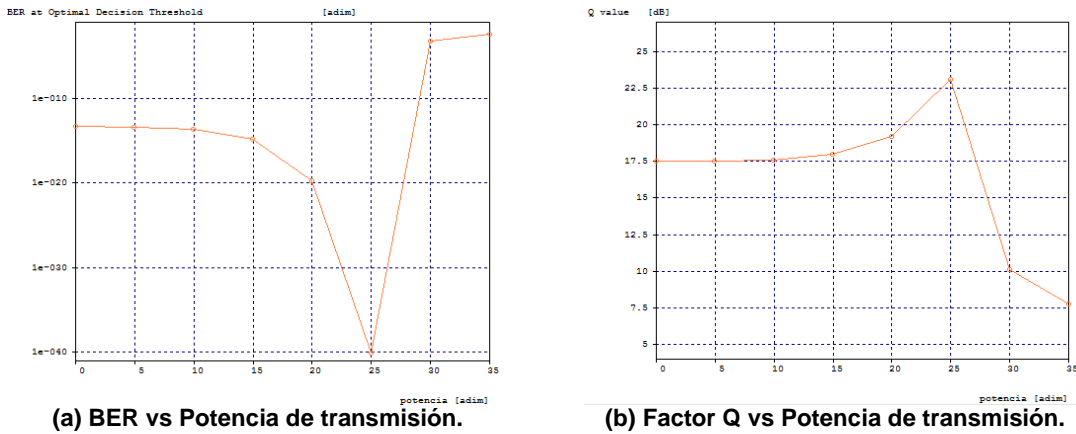 BER at Optimal Decision Threshold [adim]
1e-010
1e-020
1e-030
1e-040
0 5 10 15 20 25 30 35
potencia [adim]
(a) BER vs Potencia de transmisión.
Q value [dB]
25
22.5
20
17.5
15
12.5
10
7.5
5
0 5 10 15 20 25 30 35
potencia [adim]
(b) Factor Q vs Potencia de transmisión.